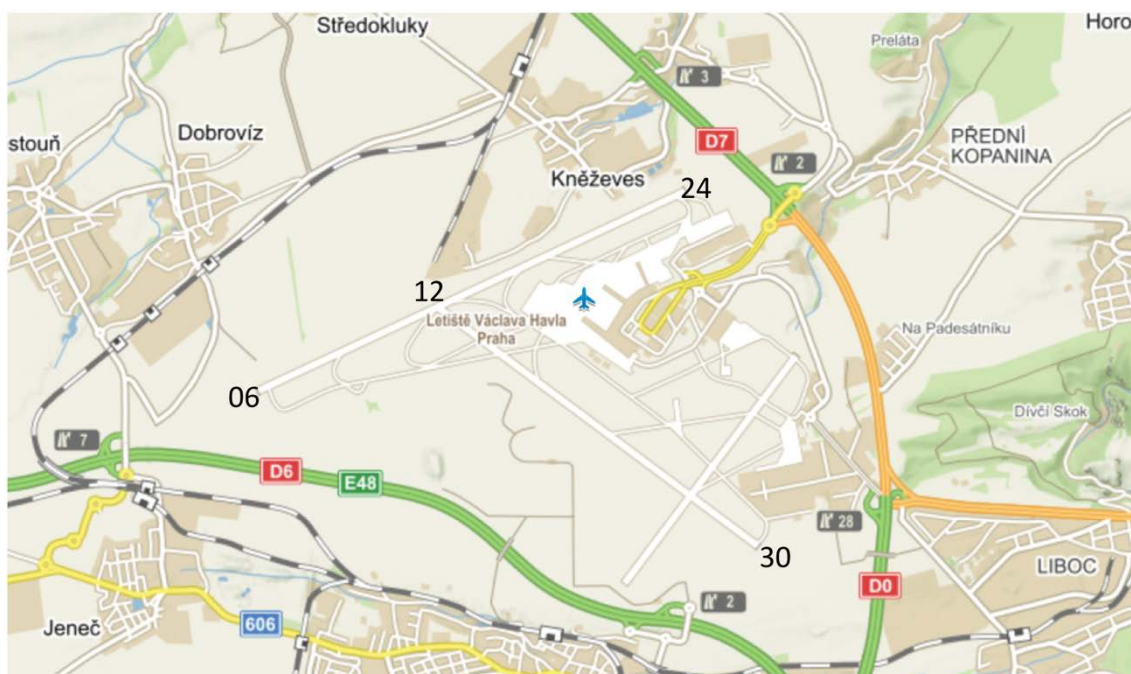 Středokluky
Horo
Preláta
3
D7
stouň
Dobrovíz
PŘEDNÍ
KOPANINA
2
Kněževes
24
12
Letiště Václava Havla
Praha
Na Padesátníku
06
Dívčí Skok
7
D6
E48
28
30
LIBOC
D0
2
606
Jeneč